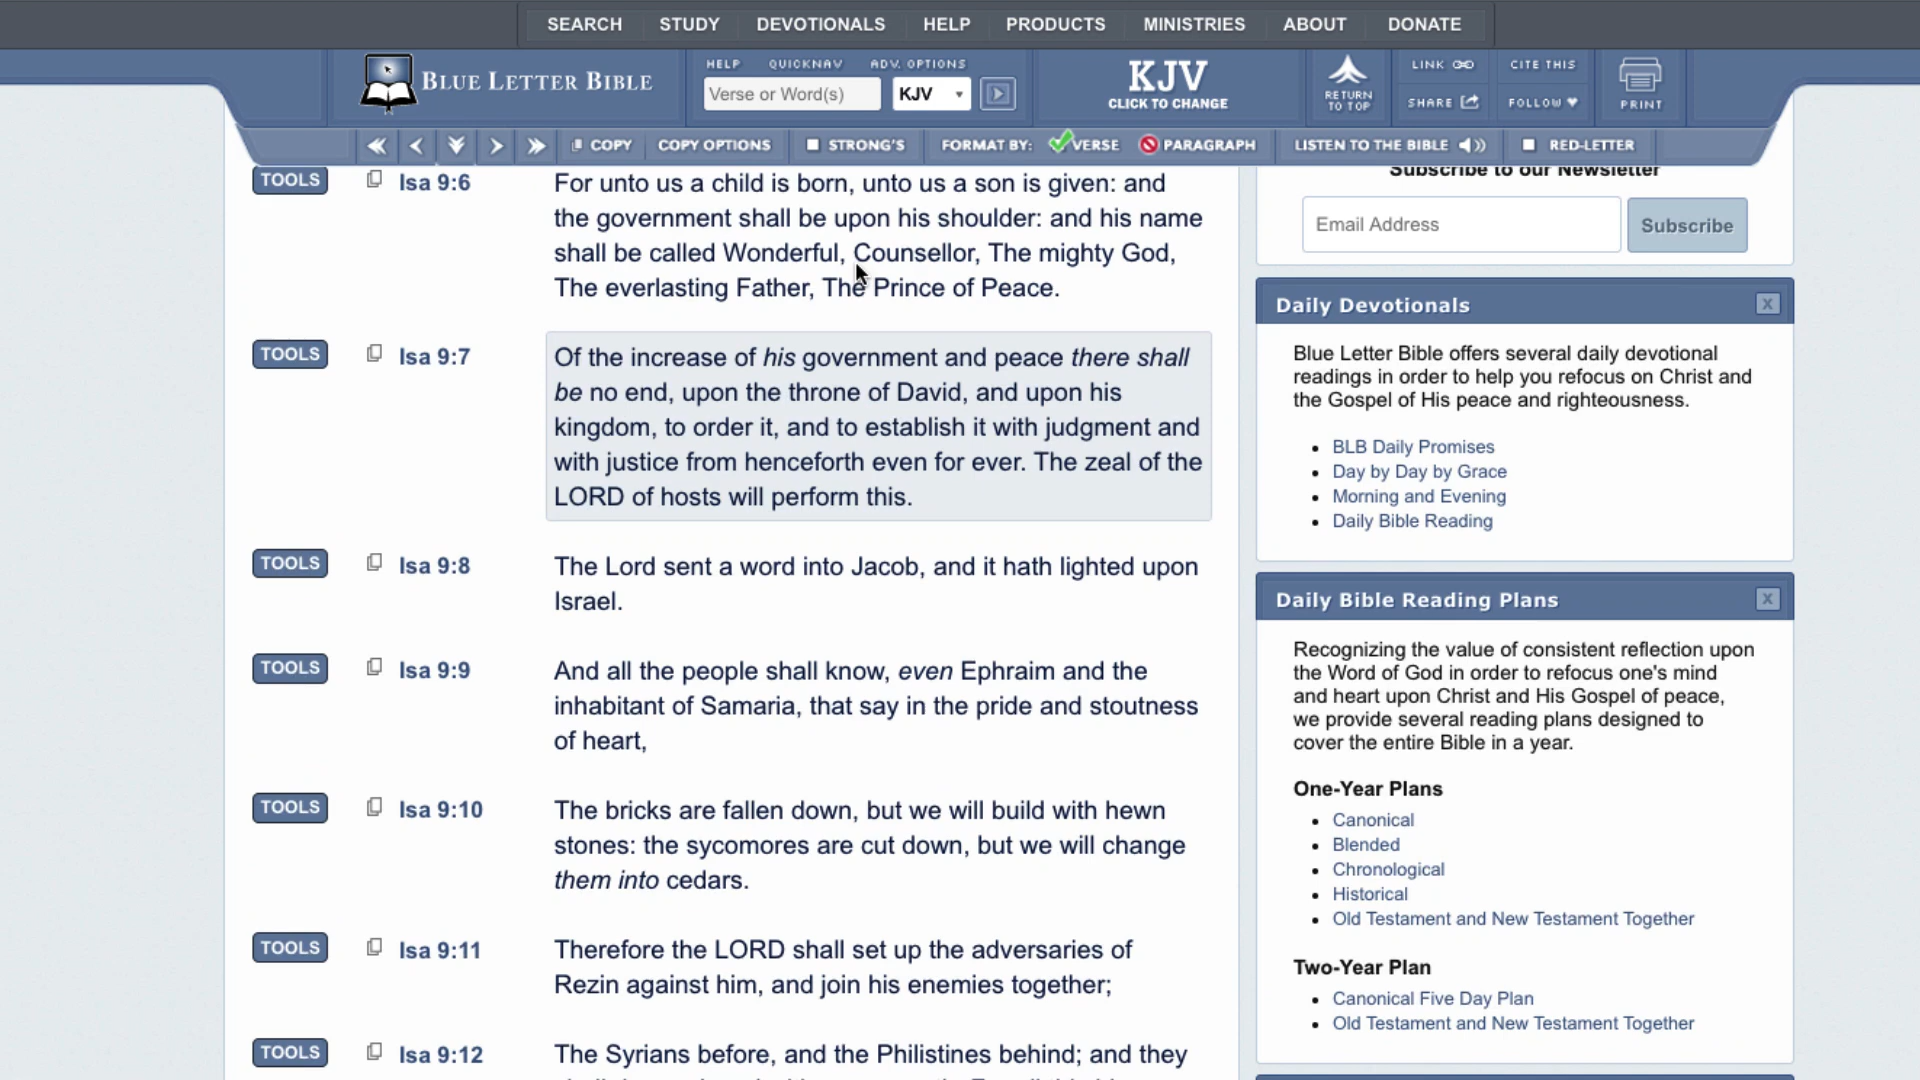 SEARCH STUDY DEVOTIONALS HELP PRODUCTS MINISTRIES ABOUT DONATE
BLUE LETTER BIBLE
HELP QUICKNAV ADV. OPTIONS
Verse or Word(s) KJV
KJV
CLICK TO CHANGE
RETURN
TO TOP
LINK CITE THIS
SHARE FOLLOW
PRINT
COPY COPY OPTIONS STRONG'S FORMAT BY: VERSE PARAGRAPH LISTEN TO THE BIBLE RED-LETTER
TOOLS Isa 9:6 For unto us a child is born, unto us a son is given: and
the government shall be upon his shoulder: and his name
shall be called Wonderful, Counsellor, The mighty God,
The everlasting Father, The Prince of Peace.
TOOLS Isa 9:7 Of the increase of his government and peace there shall
be no end, upon the throne of David, and upon his
kingdom, to order it, and to establish it with judgment and
with justice from henceforth even for ever. The zeal of the
LORD of hosts will perform this.
TOOLS Isa 9:8 The Lord sent a word into Jacob, and it hath lighted upon
Israel.
TOOLS Isa 9:9 And all the people shall know, even Ephraim and the
inhabitant of Samaria, that say in the pride and stoutness
of heart,
TOOLS Isa 9:10 The bricks are fallen down, but we will build with hewn
stones: the sycomores are cut down, but we will change
them into cedars.
TOOLS Isa 9:11 Therefore the LORD shall set up the adversaries of
Rezin against him, and join his enemies together;
TOOLS Isa 9:12 The Syrians before, and the Philistines behind; and they
Subscribe to our Newsletter
Email Address Subscribe
Daily Devotionals X
Blue Letter Bible offers several daily devotional
readings in order to help you refocus on Christ and
the Gospel of His peace and righteousness.
BLB Daily Promises
Day by Day by Grace
Morning and Evening
Daily Bible Reading
Daily Bible Reading Plans X
Recognizing the value of consistent reflection upon
the Word of God in order to refocus one's mind
and heart upon Christ and His Gospel of peace,
we provide several reading plans designed to
cover the entire Bible in a year.
One-Year Plans
Canonical
Blended
Chronological
Historical
Old Testament and New Testament Together
Two-Year Plan
Canonical Five Day Plan
Old Testament and New Testament Together